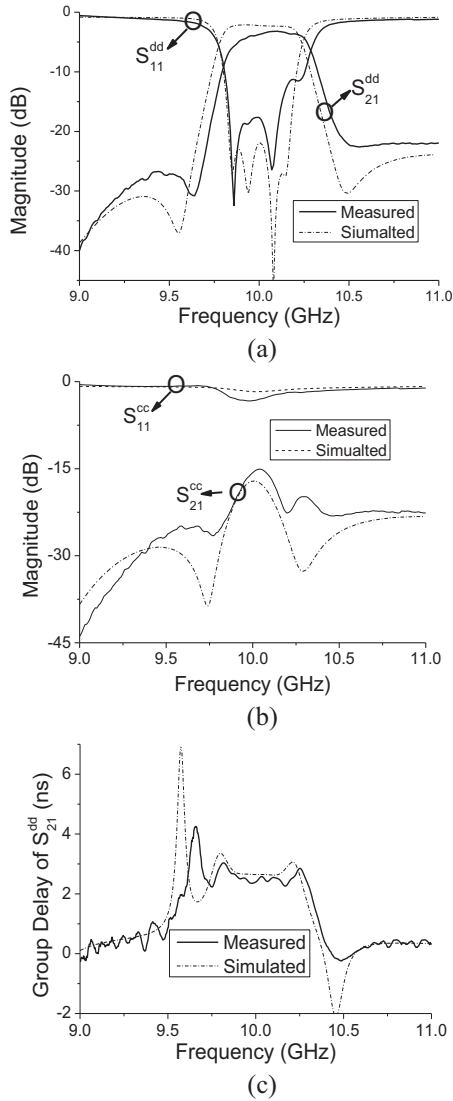 0
-10
-20
-30
-40
Magnitude (dB)
S11dd
S21dd
Measured
Siumalted
9.0 9.5 10.0 10.5 11.0
Frequency (GHz)
(a)
0
-15
-30
-45
Magnitude (dB)
S11cc
S21cc
Measured
Simualted
9.0 9.5 10.0 10.5 11.0
Frequency (GHz)
(b)
6
4
2
0
-2
Group Delay of S21dd (ns)
Measured
Simulated
9.0 9.5 10.0 10.5 11.0
Frequency (GHz)
(c)